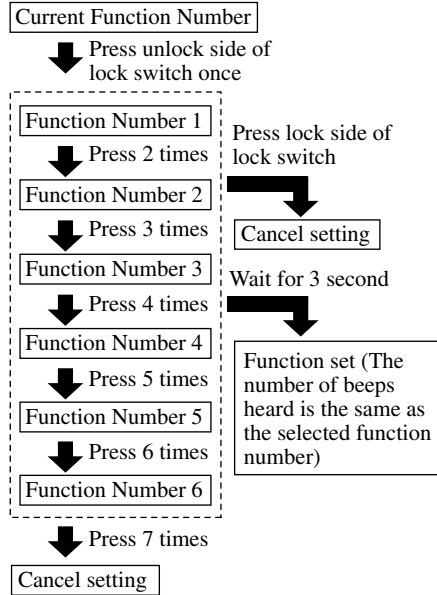 Current Function Number
Press unlock side of
lock switch once
Function Number 1
Press 2 times
Function Number 2
Press lock side of
lock switch
Cancel setting
Press 3 times
Function Number 3
Wait for 3 second
Press 4 times
Function Number 4
Function set (The
number of beeps
heard is the same as
the selected function
number)
Press 5 times
Function Number 5
Press 6 times
Function Number 6
Press 7 times
Cancel setting